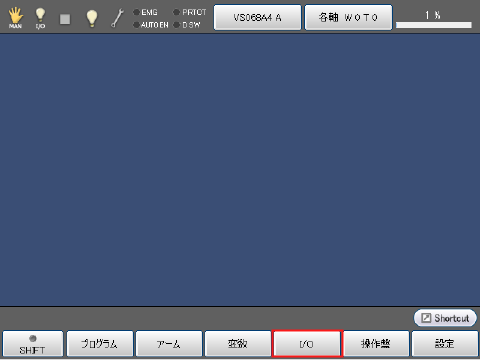 MAN
I/O
EMG
PRTCT
AUTO EN
D SW
VS068A4 A
各軸 W0T0
1 %
Shortcut
SHIFT
プログラム
アーム
変数
I/O
操作盤
設定